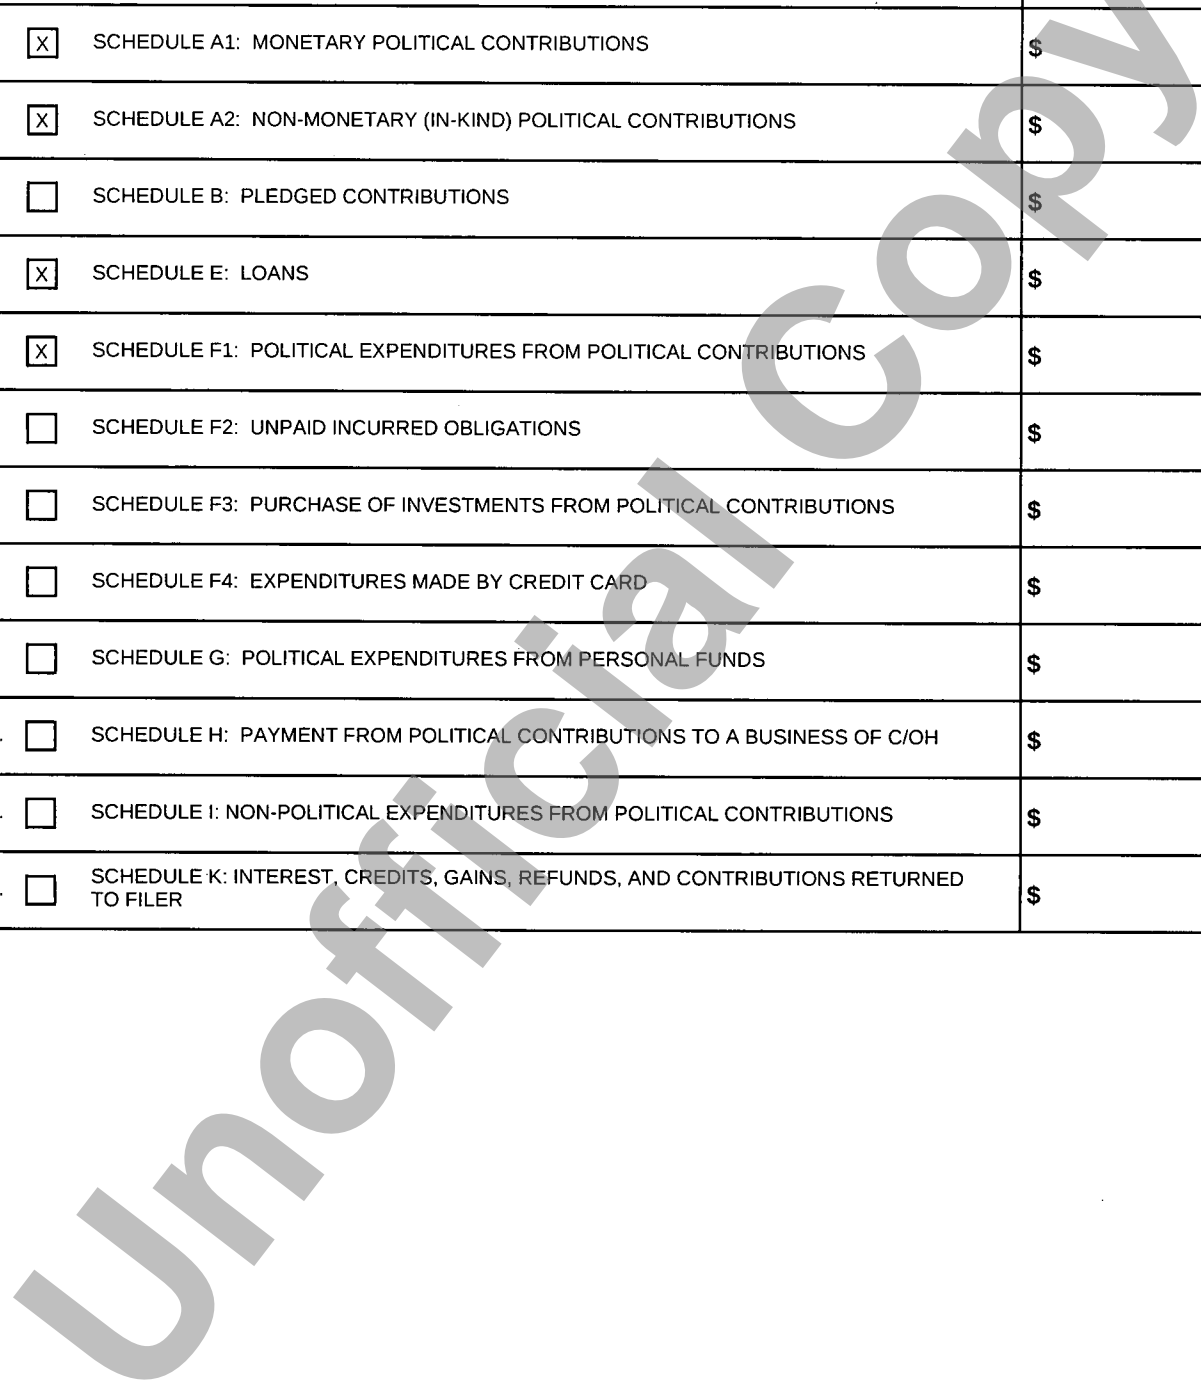 X SCHEDULE A1: MONETARY POLITICAL CONTRIBUTIONS $
X SCHEDULE A2: NON-MONETARY (IN-KIND) POLITICAL CONTRIBUTIONS $
SCHEDULE B: PLEDGED CONTRIBUTIONS $
X SCHEDULE E: LOANS $
X SCHEDULE F1: POLITICAL EXPENDITURES FROM POLITICAL CONTRIBUTIONS $
SCHEDULE F2: UNPAID INCURRED OBLIGATIONS $
SCHEDULE F3: PURCHASE OF INVESTMENTS FROM POLITICAL CONTRIBUTIONS $
SCHEDULE F4: EXPENDITURES MADE BY CREDIT CARD $
SCHEDULE G: POLITICAL EXPENDITURES FROM PERSONAL FUNDS $
SCHEDULE H: PAYMENT FROM POLITICAL CONTRIBUTIONS TO A BUSINESS OF C/OH $
SCHEDULE I: NON-POLITICAL EXPENDITURES FROM POLITICAL CONTRIBUTIONS $
SCHEDULE K: INTEREST, CREDITS, GAINS, REFUNDS, AND CONTRIBUTIONS RETURNED
TO FILER $
Unofficial Copy